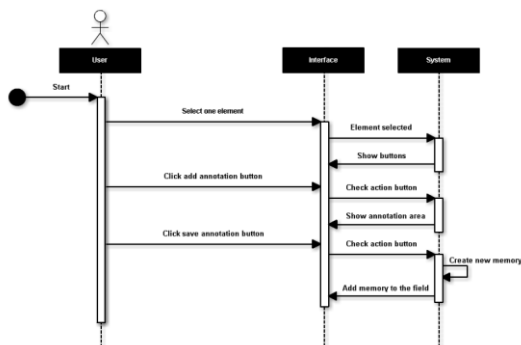 User
Interface
System
Start
Select one element
Element selected
Show buttons
Click add annotation button
Check action button
Show annotation area
Click save annotation button
Check action button
Create new memory
Add memory to the field